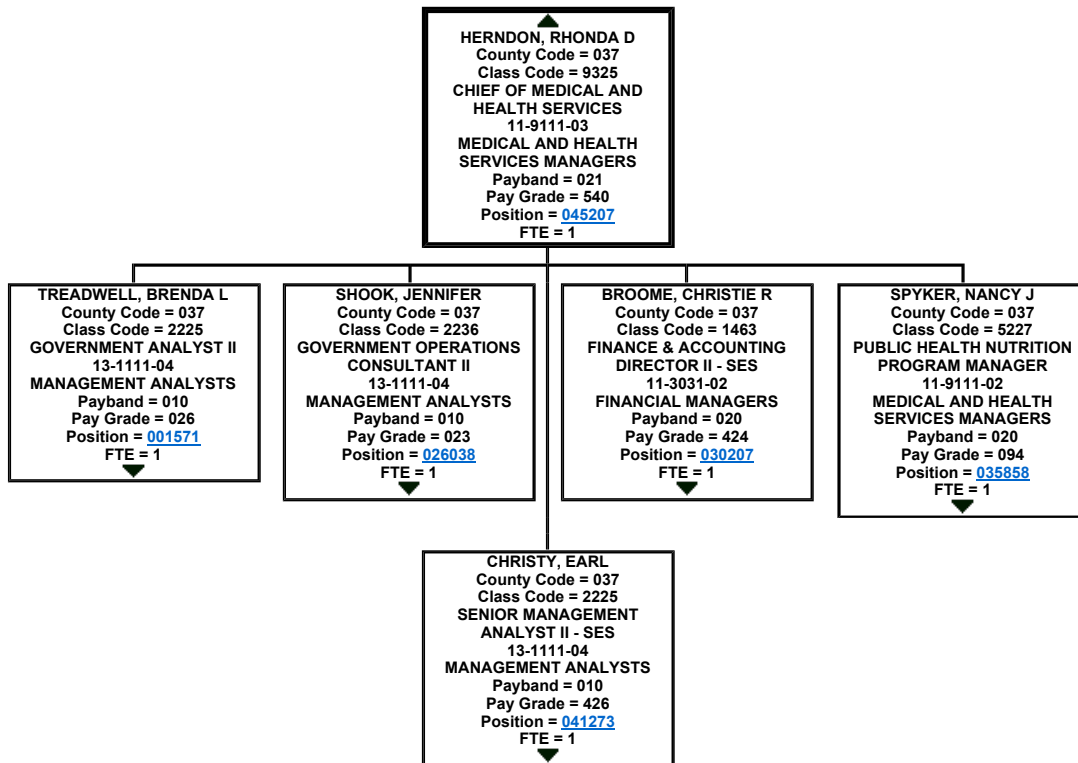 HERNDON, RHONDA D
County Code = 037
Class Code = 9325
CHIEF OF MEDICAL AND
HEALTH SERVICES
11-9111-03
MEDICAL AND HEALTH
SERVICES MANAGERS
Payband = 021
Pay Grade = 540
Position = 045207
FTE = 1
TREADWELL, BRENDA L
County Code = 037
Class Code = 2225
GOVERNMENT ANALYST II
13-1111-04
MANAGEMENT ANALYSTS
Payband = 010
Pay Grade = 026
Position = 001571
FTE = 1
SHOOK, JENNIFER
County Code = 037
Class Code = 2236
GOVERNMENT OPERATIONS
CONSULTANT II
13-1111-04
MANAGEMENT ANALYSTS
Payband = 010
Pay Grade = 023
Position = 026038
FTE = 1
BROOME, CHRISTIE R
County Code = 037
Class Code = 1463
FINANCE & ACCOUNTING
DIRECTOR II - SES
11-3031-02
FINANCIAL MANAGERS
Payband = 020
Pay Grade = 424
Position = 030207
FTE = 1
SPYKER, NANCY J
County Code = 037
Class Code = 5227
PUBLIC HEALTH NUTRITION
PROGRAM MANAGER
11-9111-02
MEDICAL AND HEALTH
SERVICES MANAGERS
Payband = 020
Pay Grade = 094
Position = 035858
FTE = 1
CHRISTY, EARL
County Code = 037
Class Code = 2225
SENIOR MANAGEMENT
ANALYST II - SES
13-1111-04
MANAGEMENT ANALYSTS
Payband = 010
Pay Grade = 426
Position = 041273
FTE = 1